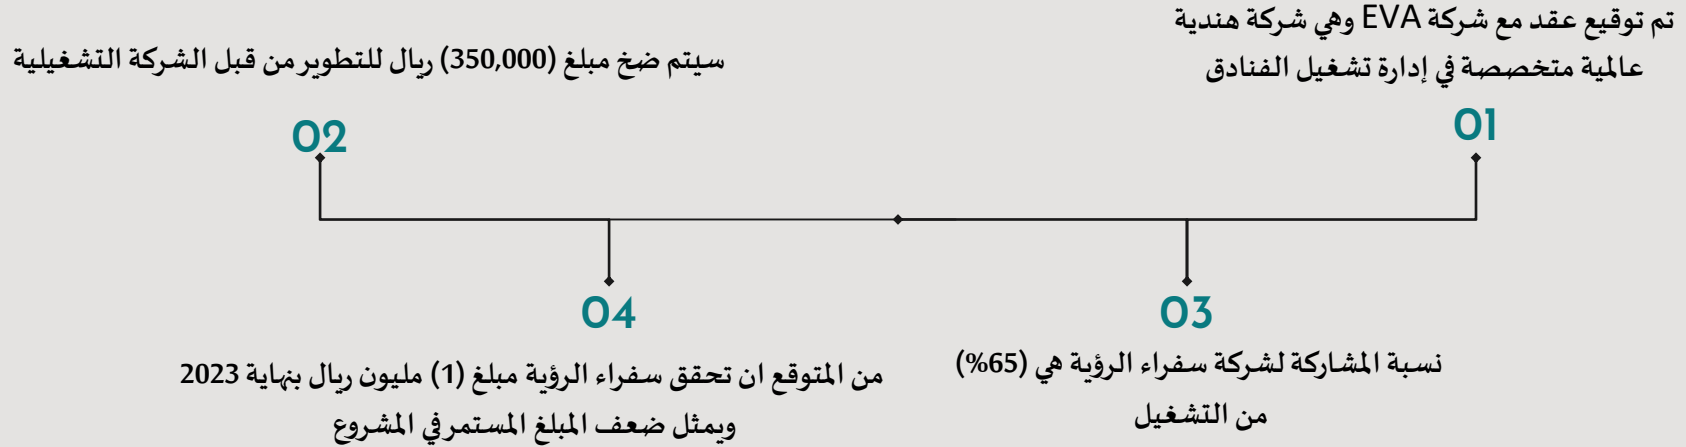 تم توقيع عقد مع شركة EVA وهي شركة هندية
عالمية متخصصة في إدارة تشغيل الفنادق
01
سيتم ضخ مبلغ (350,000) ريال للتطوير من قبل الشركة التشغيلية
02
03
نسبة المشاركة لشركة سفراء الرؤية هي (65%)
من التشغيل
04
من المتوقع ان تحقق سفراء الرؤية مبلغ (1) مليون ريال بنهاية 2023
ويمثل ضعف المبلغ المستمر في المشروع